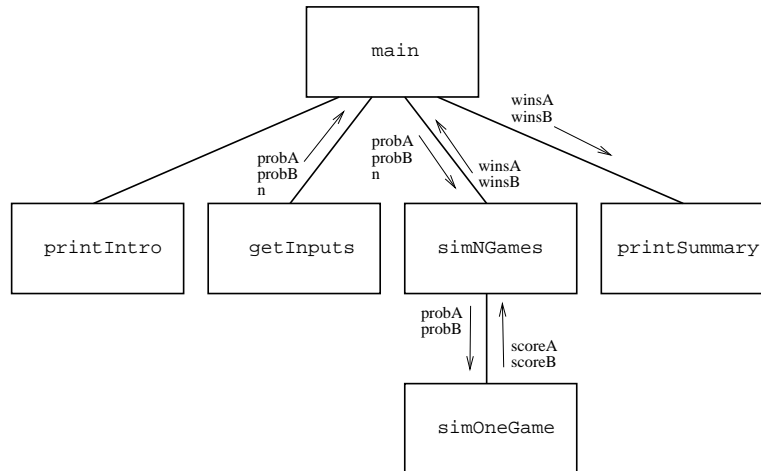 main
winsA
winsB
probA
probB
n
probA
probB
n
winsA
winsB
printIntro
getInputs
simNGames
printSummary
probA
probB
scoreA
scoreB
simOneGame